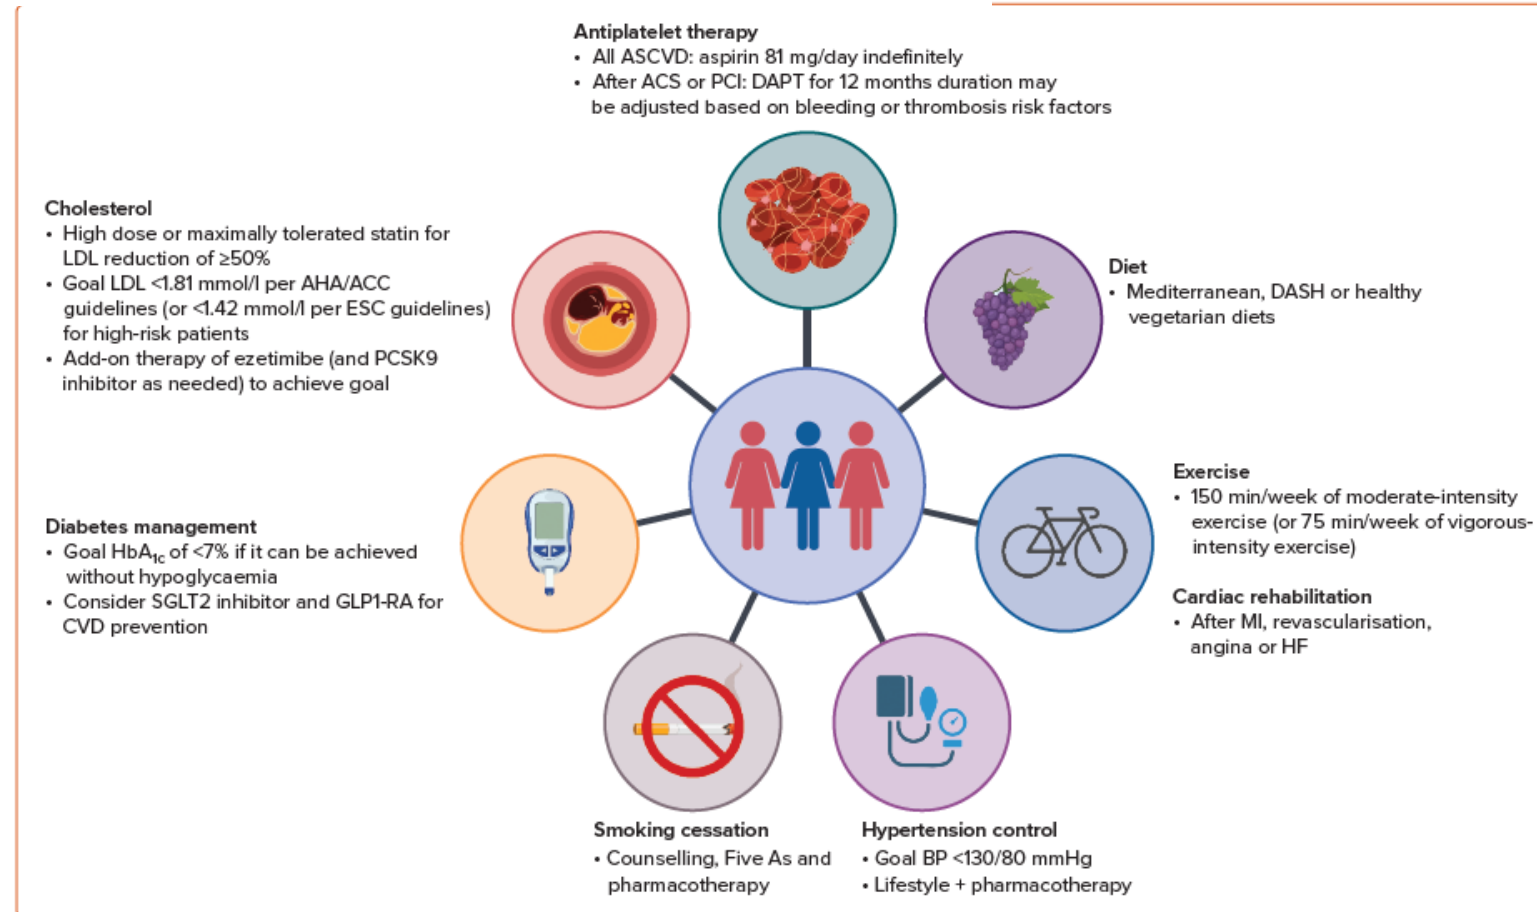 Antiplatelet therapy
• All ASCVD: aspirin 81 mg/day indefinitely
• After ACS or PCI: DAPT for 12 months duration may
be adjusted based on bleeding or thrombosis risk factors
Cholesterol
• High dose or maximally tolerated statin for
LDL reduction of ≥50%
• Goal LDL <1.81 mmol/l per AHA/ACC
guidelines (or <1.42 mmol/l per ESC guidelines)
for high-risk patients
• Add-on therapy of ezetimibe (and PCSK9
inhibitor as needed) to achieve goal
Diet
• Mediterranean, DASH or healthy
vegetarian diets
Exercise
• 150 min/week of moderate-intensity
exercise (or 75 min/week of vigorous-
intensity exercise)
Cardiac rehabilitation
• After MI, revascularisation,
angina or HF
Diabetes management
• Goal HbA1c of <7% if it can be achieved
without hypoglycaemia
• Consider SGLT2 inhibitor and GLP1-RA for
CVD prevention
Smoking cessation
• Counselling, Five As and
pharmacotherapy
Hypertension control
• Goal BP <130/80 mmHg
• Lifestyle + pharmacotherapy